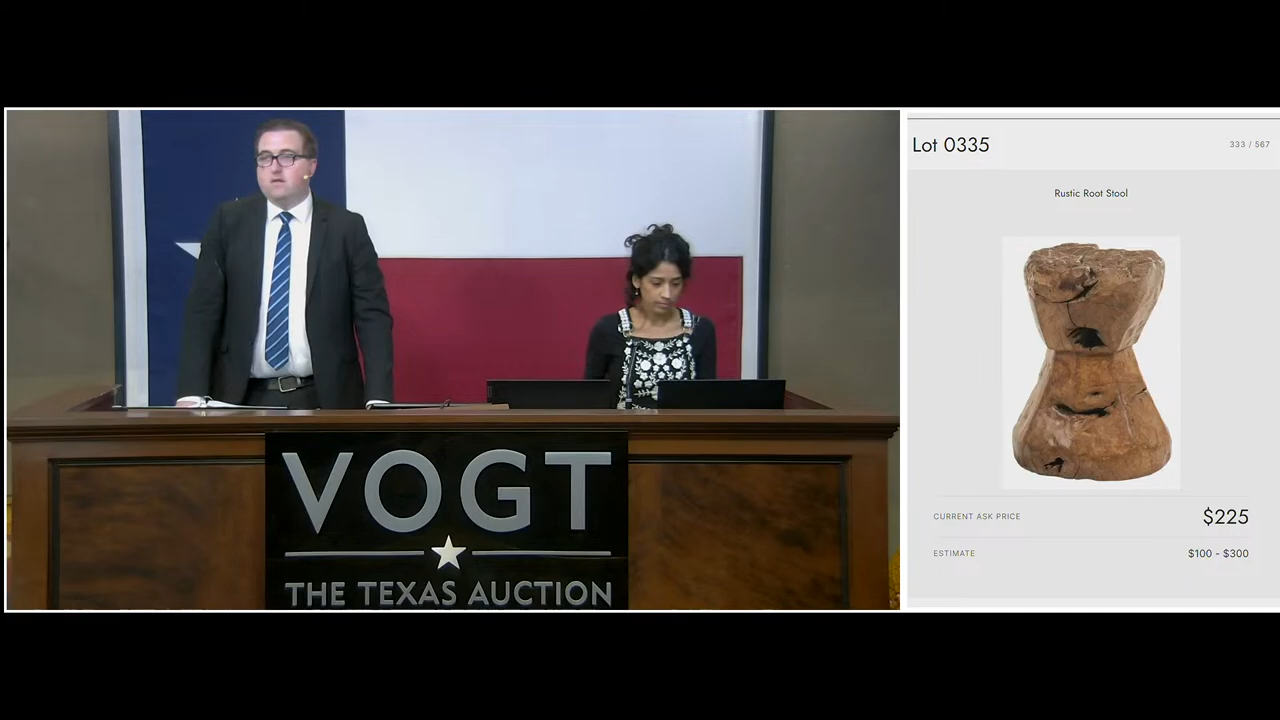 VOGT
THE TEXAS AUCTION
Lot 0335
333 / 567
Rustic Root Stool
CURRENT ASK PRICE
$225
ESTIMATE
$100 - $300